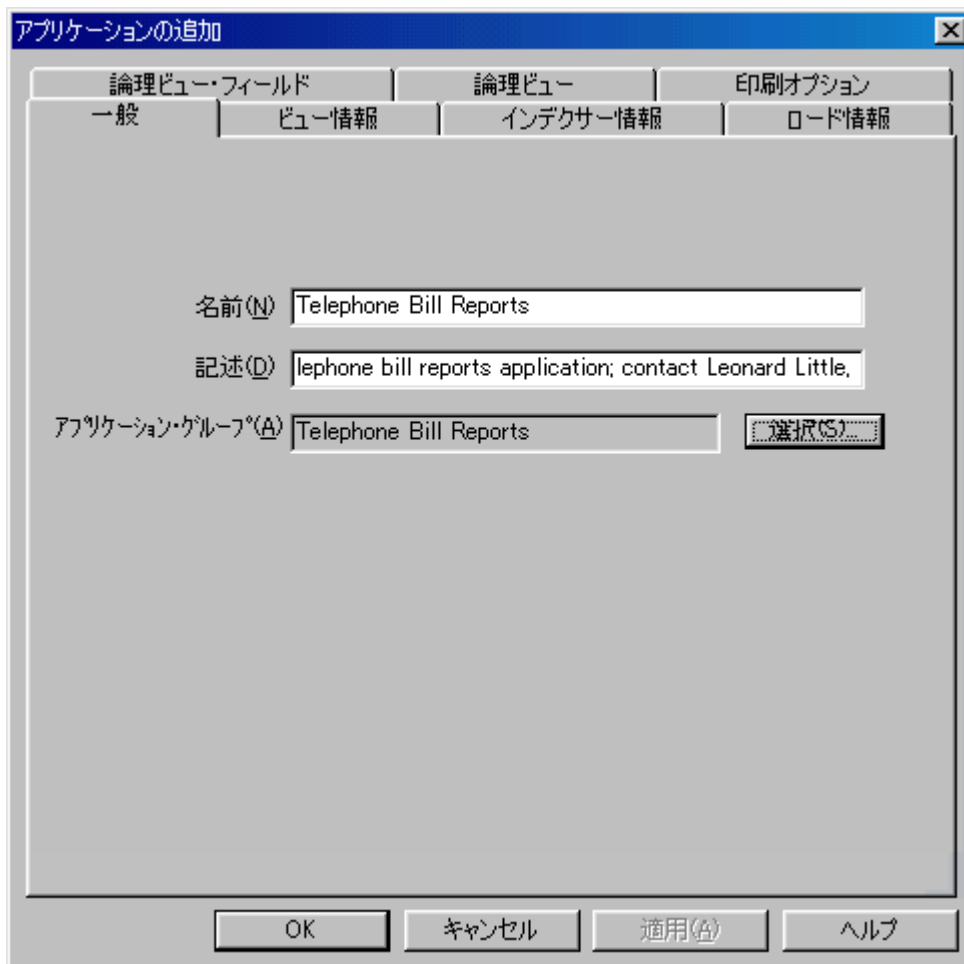 アプリケーションの追加
論理ビュー・フィールド 論理ビュー 印刷オプション
一般 ビュー情報 インデクサー情報 ロード情報
名前(N) Telephone Bill Reports
記述(D) lephone bill reports application; contact Leonard Little,
ｱﾌﾟﾘｹｰｼｮﾝ・ｸﾞﾙｰﾌﾟ(A) Telephone Bill Reports 選択(S)...
OK キャンセル 適用(A) ヘルプ